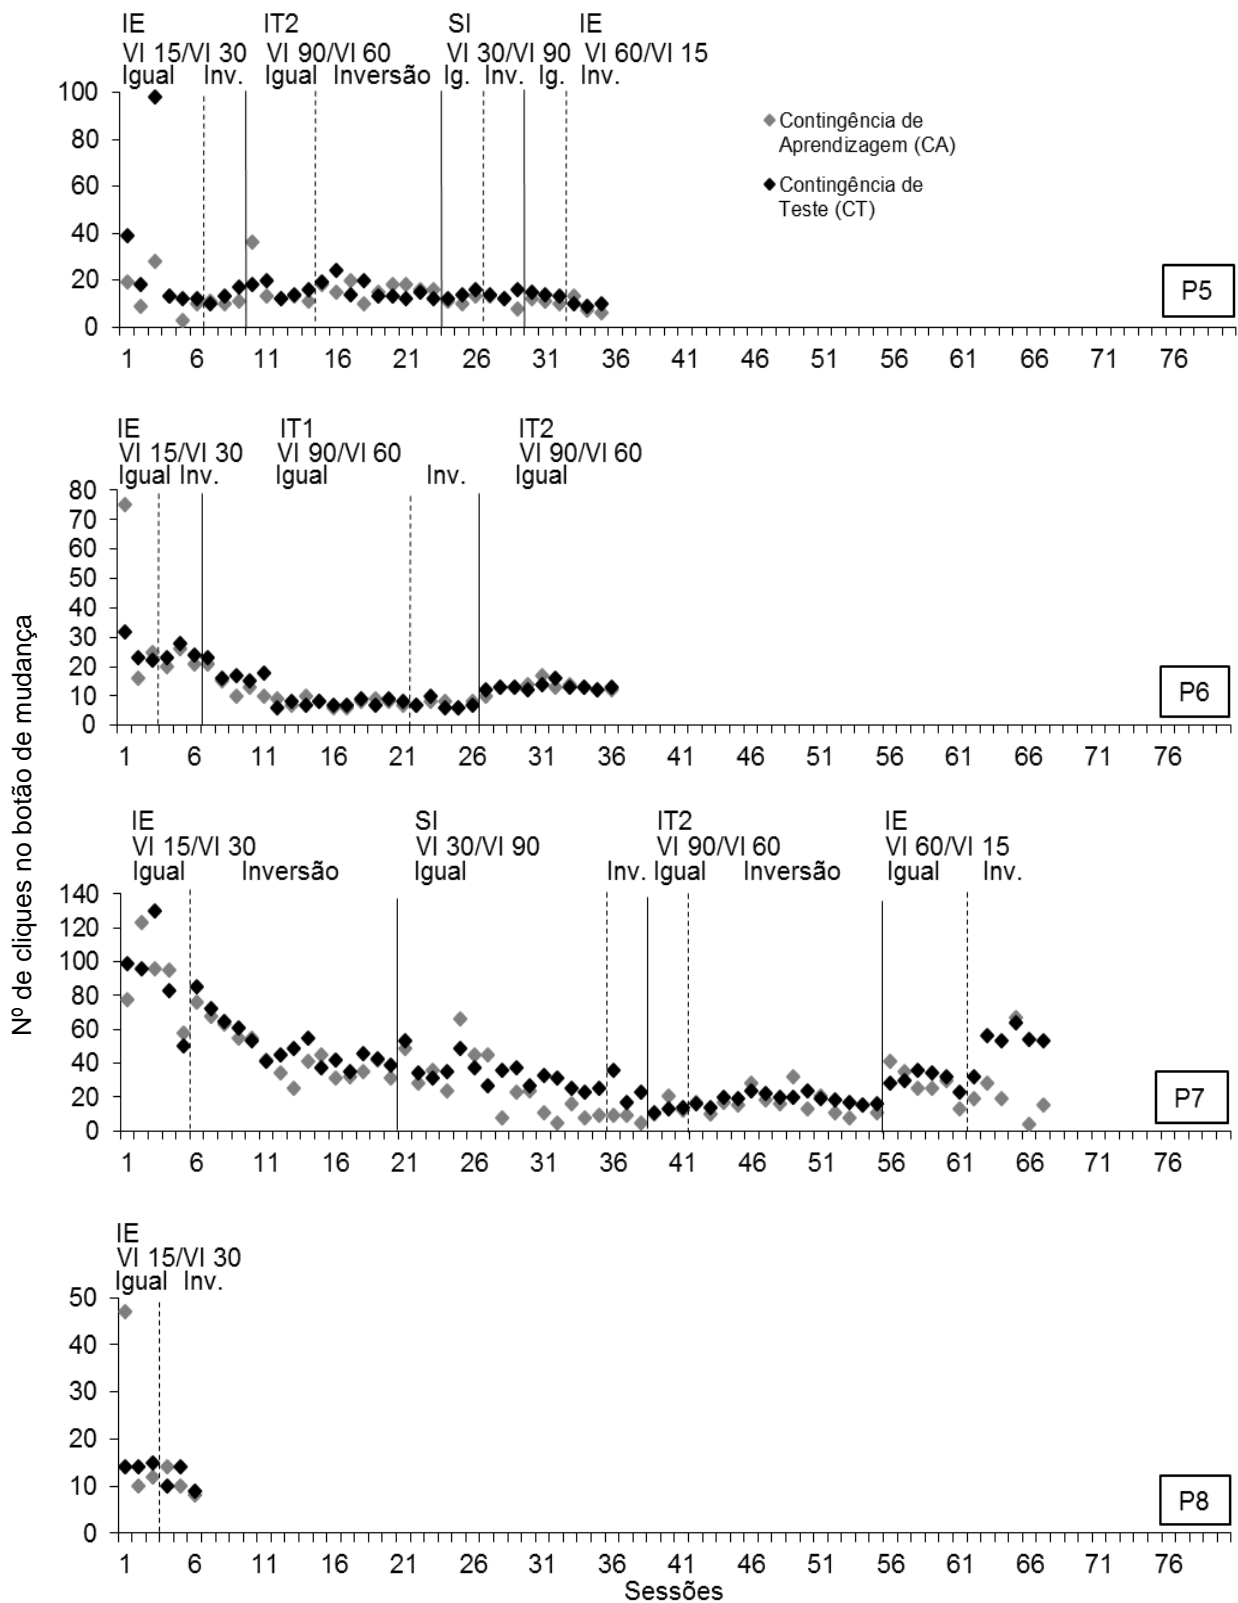 IE IT2 SI IE
VI 15/VI 30 VI 90/VI 60 VI 30/VI 90 VI 60/VI 15
Igual Inv. Igual Inversão Ig. Inv. Ig. Inv.
100
80
60
40
20
0
Contingência de
Aprendizagem (CA)
Contingência de
Teste (CT)
P5
1 6 11 16 21 26 31 36 41 46 51 56 61 66 71 76
IE IT1 IT2
VI 15/VI 30 VI 90/VI 60 VI 90/VI 60
Igual Inv. Igual Inv. Igual
80
70
60
50
40
30
20
10
0
P6
1 6 11 16 21 26 31 36 41 46 51 56 61 66 71 76
Nº de cliques no botão de mudança
IE SI IT2 IE
VI 15/VI 30 VI 30/VI 90 VI 90/VI 60 VI 60/VI 15
Igual Inversão Igual Inv. Igual Inversão Igual Inv.
140
120
100
80
60
40
20
0
P7
1 6 11 16 21 26 31 36 41 46 51 56 61 66 71 76
IE
VI 15/VI 30
Igual Inv.
50
40
30
20
10
0
P8
1 6 11 16 21 26 31 36 41 46 51 56 61 66 71 76
Sessões